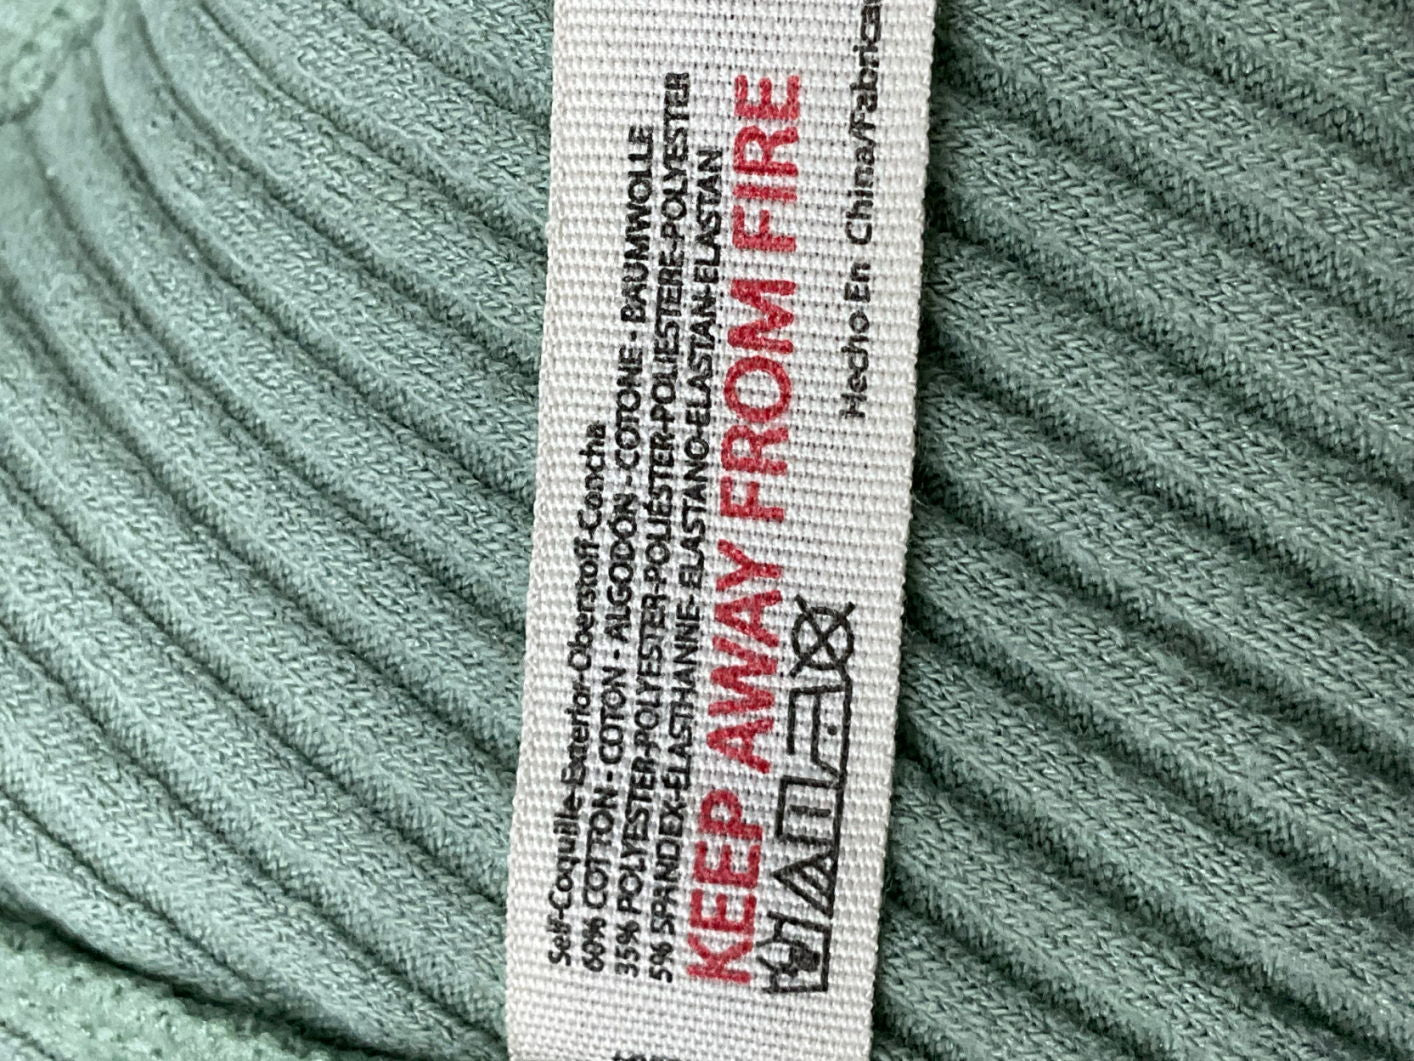 Self-Coquille-Exterior-Oberstoff-Concha
60% COTTON - COTON - ALGODÓN - COTONE - BAUMWOLLE
35% POLYESTER-POLYESTER-POLIÉSTER-POLIESTERE-POLYESTER
5% SPANDEX-ÉLASTHANNE- ELASTANO-ELASTAN-ELASTAN
KEEP AWAY FROM FIRE
Hecho En China/Fabrica